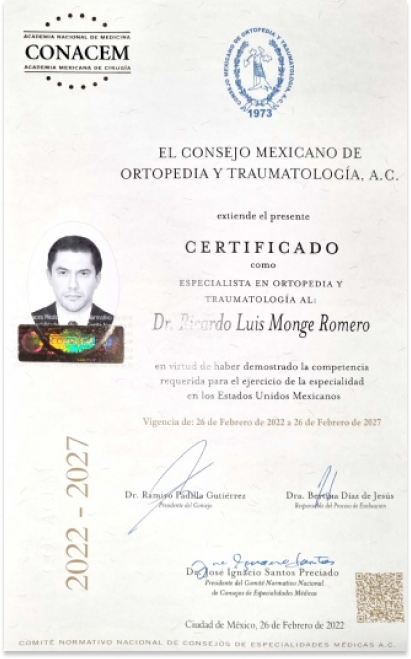 ACADEMIA NACIONAL DE MEDICINA
CONACEM
ACADEMIA MEXICANA DE CIRUGÍA
CONSEJO MEXICANO DE ORTOPEDIA Y TRAUMATOLOGÍA, A.C.
1973
EL CONSEJO MEXICANO DE
ORTOPEDIA Y TRAUMATOLOGÍA, A.C.
extiende el presente
CERTIFICADO
como
ESPECIALISTA EN ORTOPEDIA Y
TRAUMATOLOGÍA AL:
Dr. Ricardo Luis Monge Romero
en virtud de haber demostrado la competencia
requerida para el ejercicio de la especialidad
en los Estados Unidos Mexicanos
Vigencia de: 26 de Febrero de 2022 a 26 de Febrero de 2027
2022 - 2027
Dr. Ramiro Padilla Gutiérrez
Presidente del Consejo
Dra. Díaz de Jesús
Responsable del Proceso de Evaluación
Dr. José Ignacio Santos Preciado
Presidente del Comité Normativo Nacional
de Consejos de Especialidades Médicas
Ciudad de México, 26 de Febrero de 2022
COMITÉ NORMATIVO NACIONAL DE CONSEJOS DE ESPECIALIDADES MÉDICAS A.C.